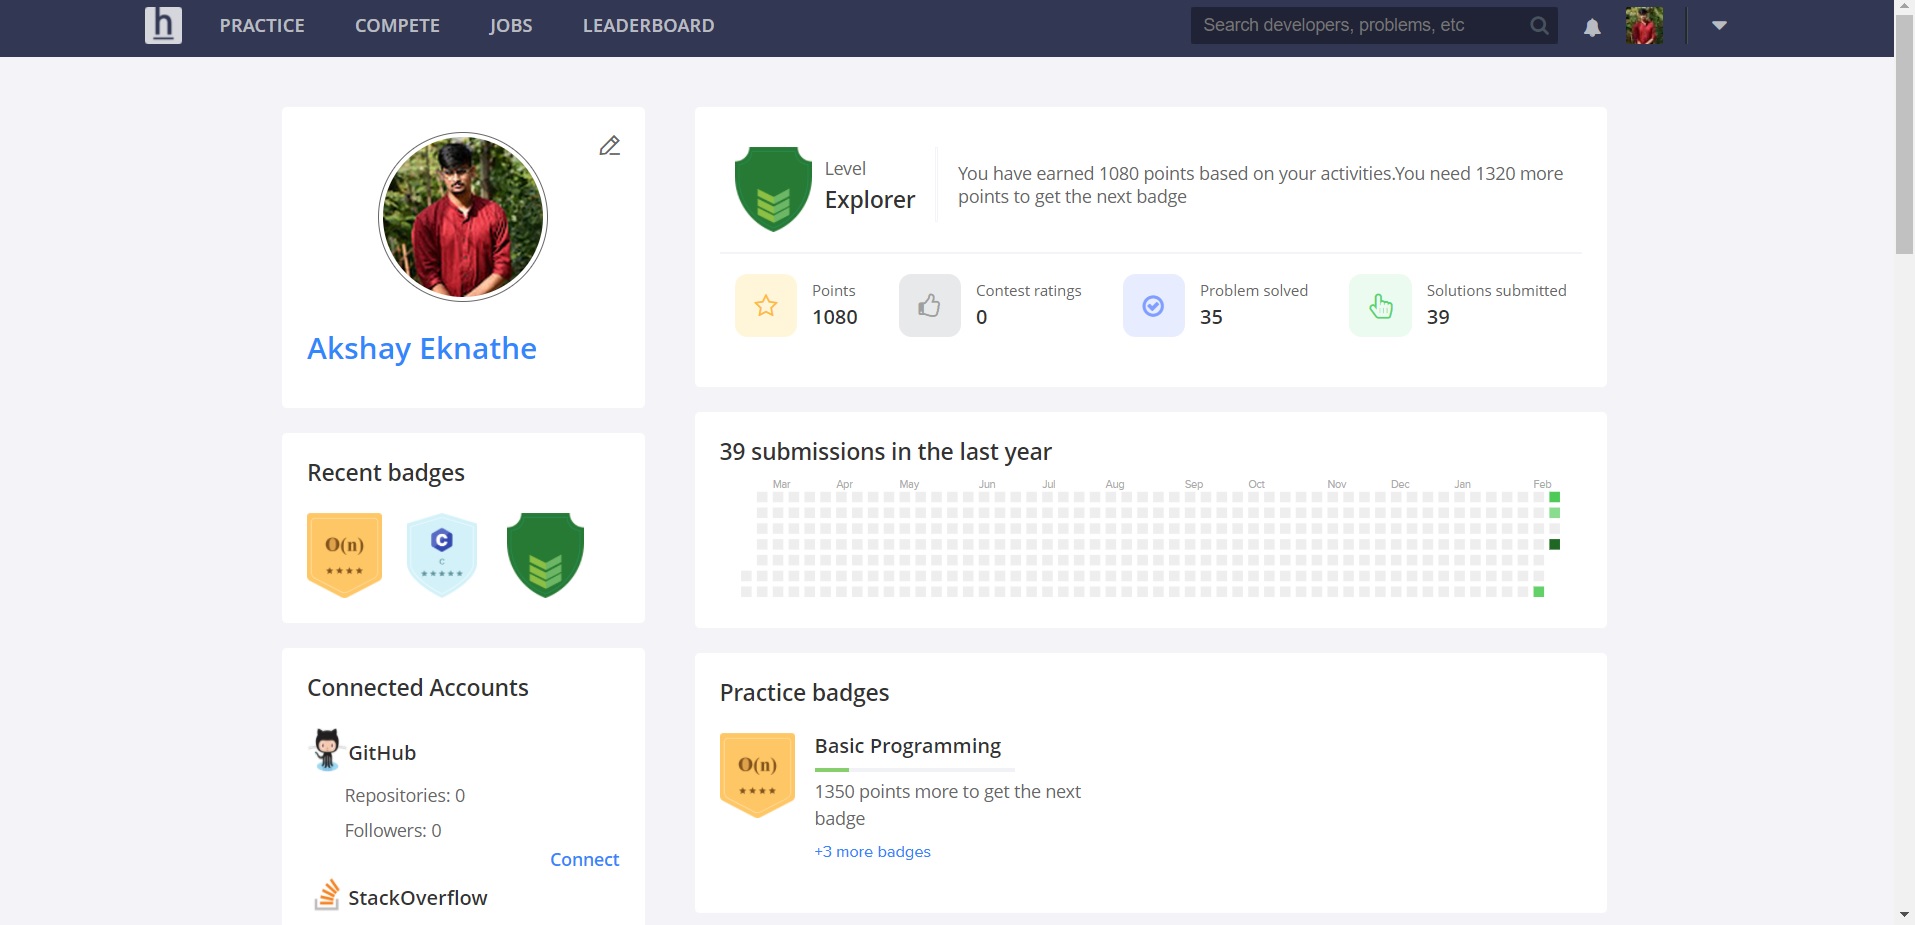 h PRACTICE COMPETE JOBS LEADERBOARD Search developers, problems, etc
Akshay Eknathe
Recent badges
O(n)
C
C
Connected Accounts
GitHub
Repositories: 0
Followers: 0
Connect
StackOverflow
Level
Explorer
You have earned 1080 points based on your activities.You need 1320 more
points to get the next badge
Points
1080
Contest ratings
0
Problem solved
35
Solutions submitted
39
39 submissions in the last year
Mar Apr May Jun Jul Aug Sep Oct Nov Dec Jan Feb
Practice badges
O(n)
Basic Programming
1350 points more to get the next
badge
+3 more badges